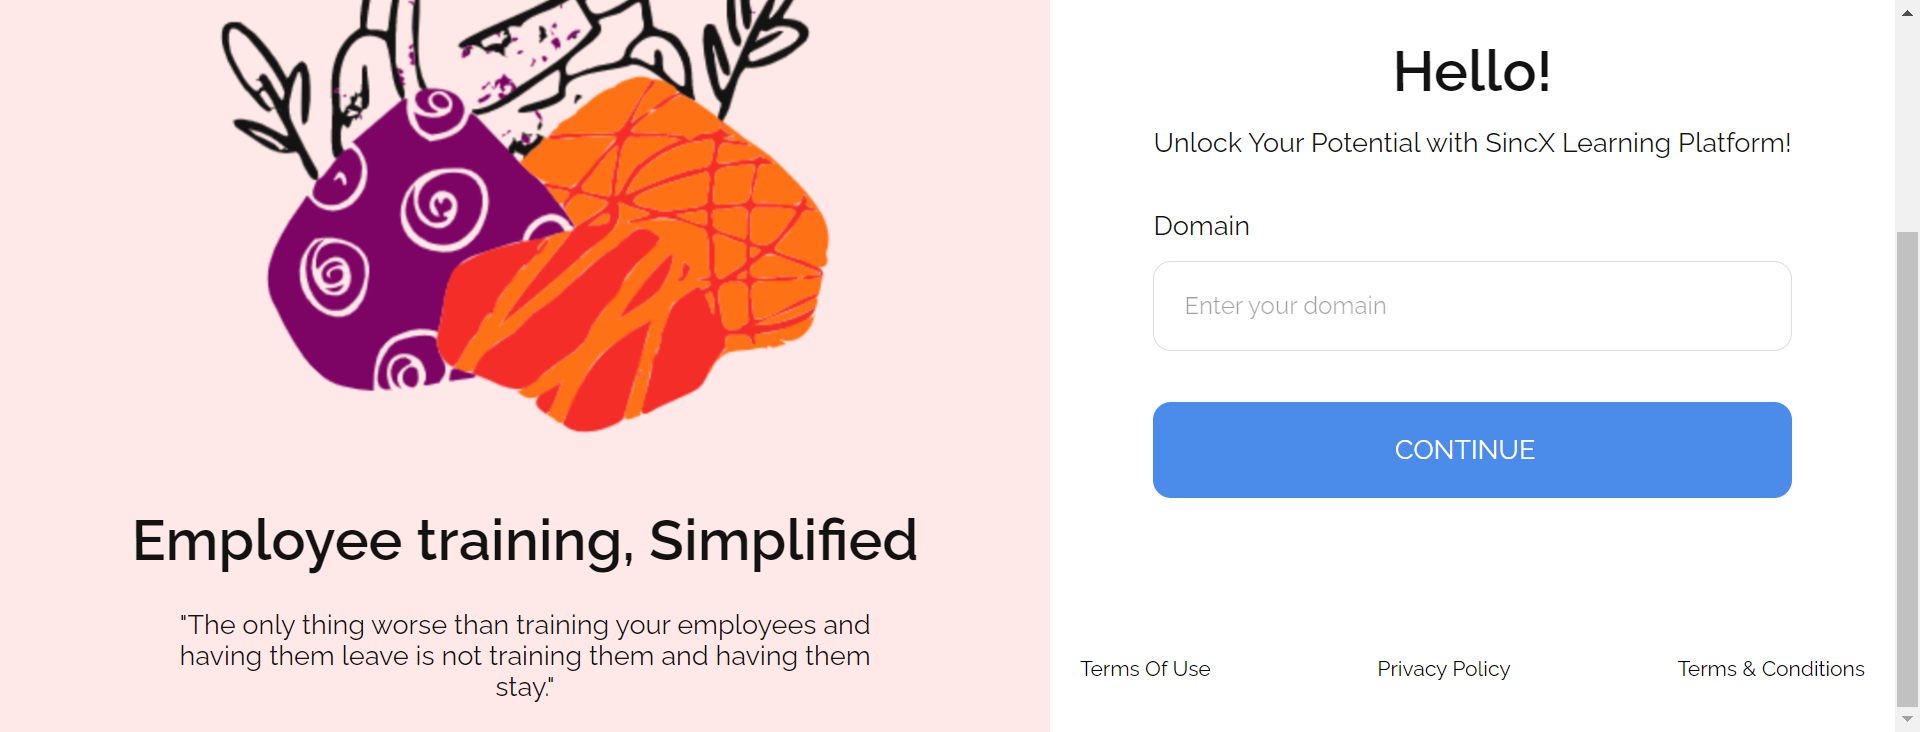 Employee training, Simplified
"The only thing worse than training your employees and
having them leave is not training them and having them
stay."
Hello!
Unlock Your Potential with SincX Learning Platform!
Domain
Enter your domain
CONTINUE
Terms Of Use
Privacy Policy
Terms & Conditions